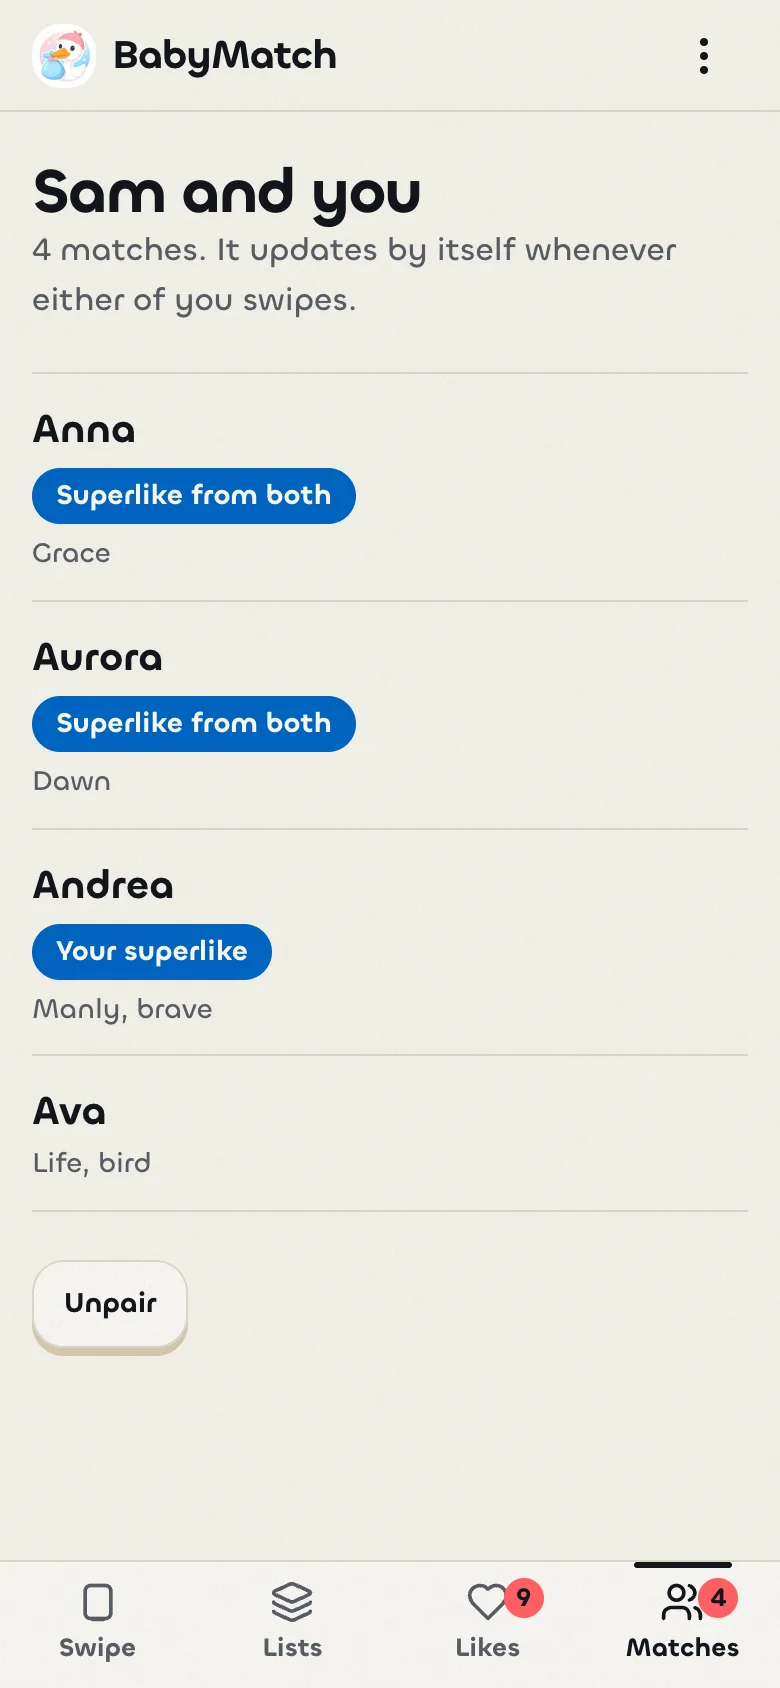 BabyMatch
Sam and you
4 matches. It updates by itself whenever
either of you swipes.
Anna
Superlike from both
Grace
Aurora
Superlike from both
Dawn
Andrea
Your superlike
Manly, brave
Ava
Life, bird
Unpair
9
4
Swipe
Lists
Likes
Matches